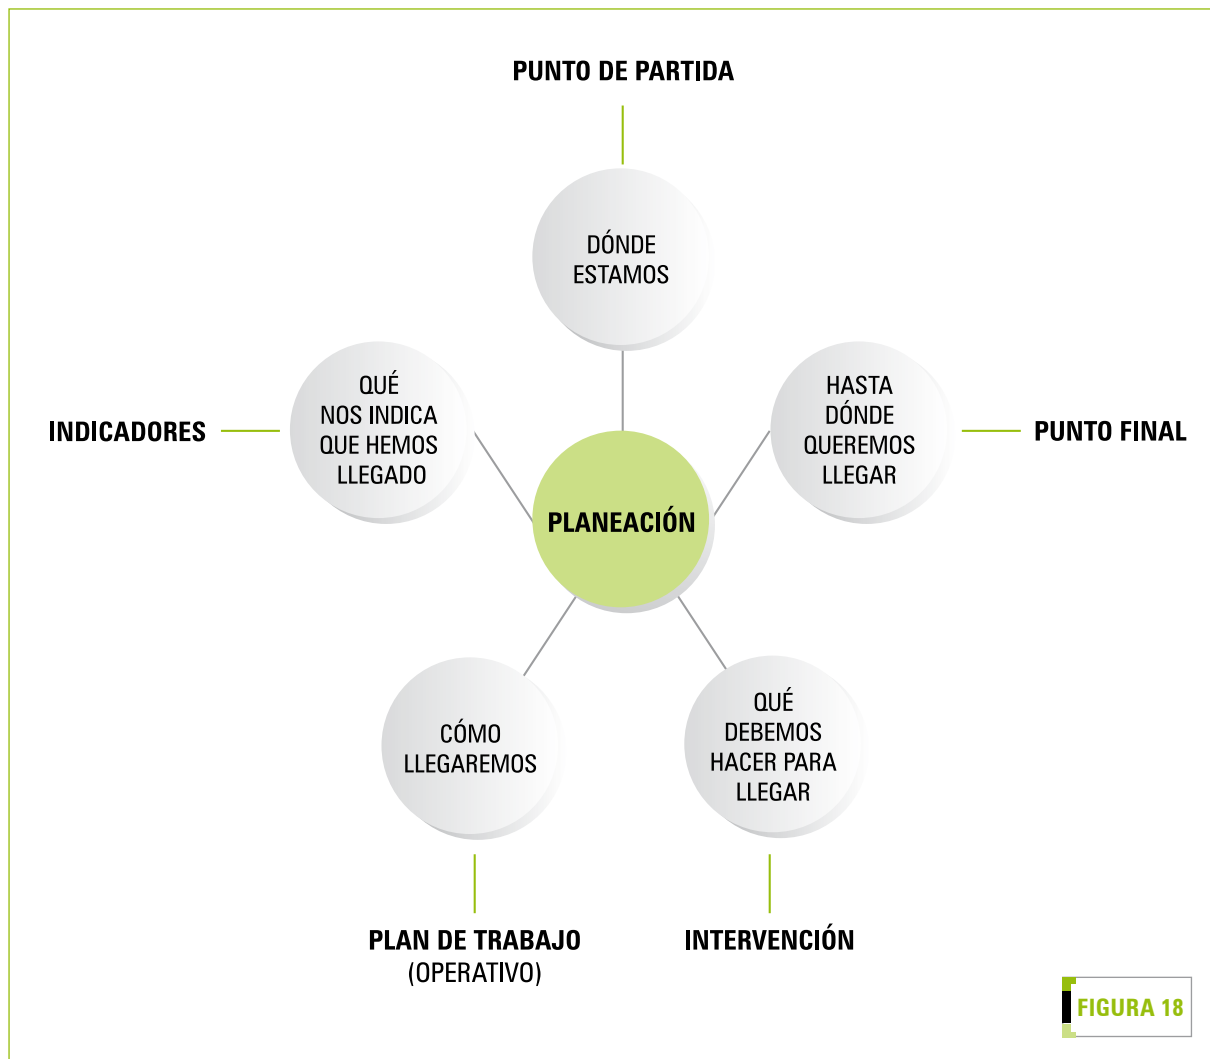 PUNTO DE PARTIDA
DÓNDE
ESTAMOS
HASTA
DÓNDE
QUEREMOS
LLEGAR
PUNTO FINAL
QUÉ
DEBEMOS
HACER PARA
LLEGAR
INTERVENCIÓN
CÓMO
LLEGAREMOS
PLAN DE TRABAJO
(OPERATIVO)
QUÉ
NOS INDICA
QUE HEMOS
LLEGADO
INDICADORES
PLANEACIÓN
FIGURA 18